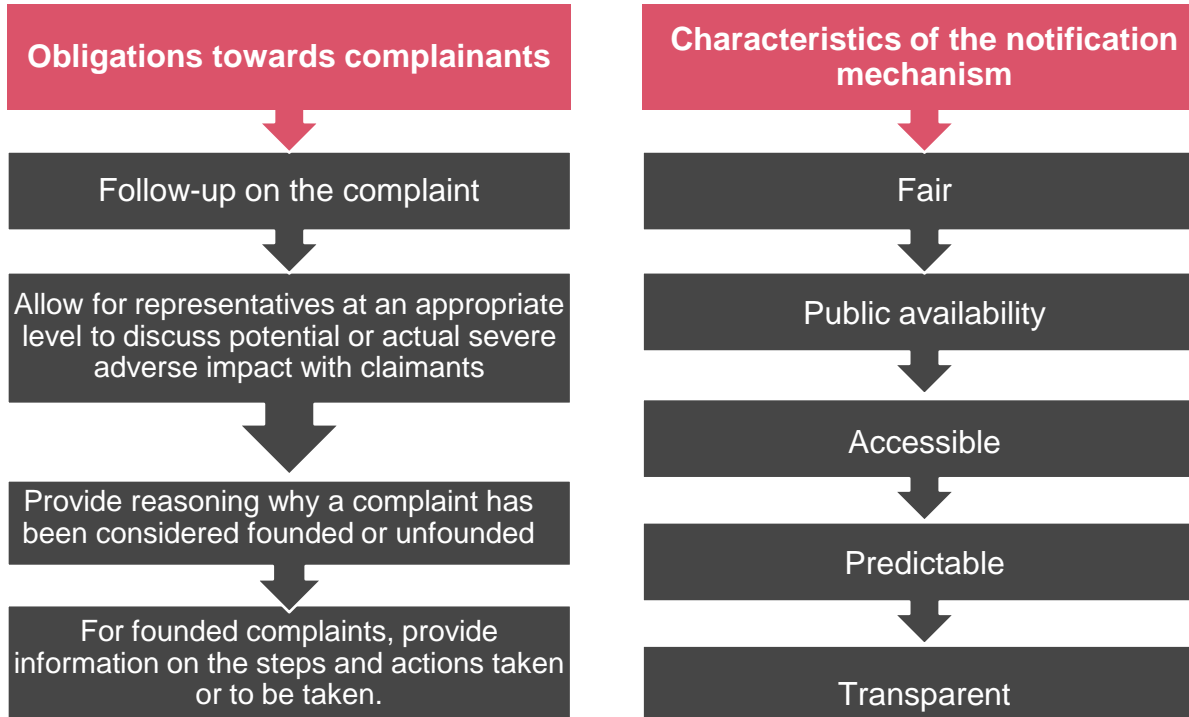 Obligations towards complainants
Follow-up on the complaint
Allow for representatives at an appropriate
level to discuss potential or actual severe
adverse impact with claimants
Provide reasoning why a complaint has
been considered founded or unfounded
For founded complaints, provide
information on the steps and actions taken
or to be taken.
Characteristics of the notification
mechanism
Fair
Public availability
Accessible
Predictable
Transparent